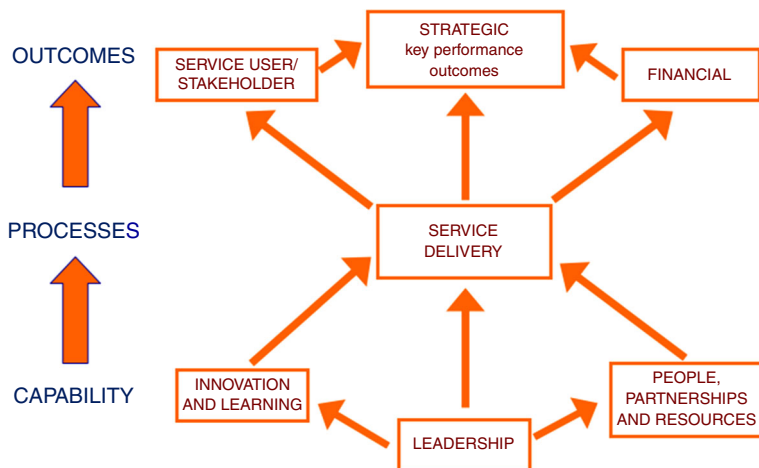 STRATEGIC
key performance
outcomes
OUTCOMES
SERVICE USER/
STAKEHOLDER
FINANCIAL
PROCESSES
SERVICE
DELIVERY
CAPABILITY
INNOVATION
AND LEARNING
PEOPLE,
PARTNERSHIPS
AND RESOURCES
LEADERSHIP